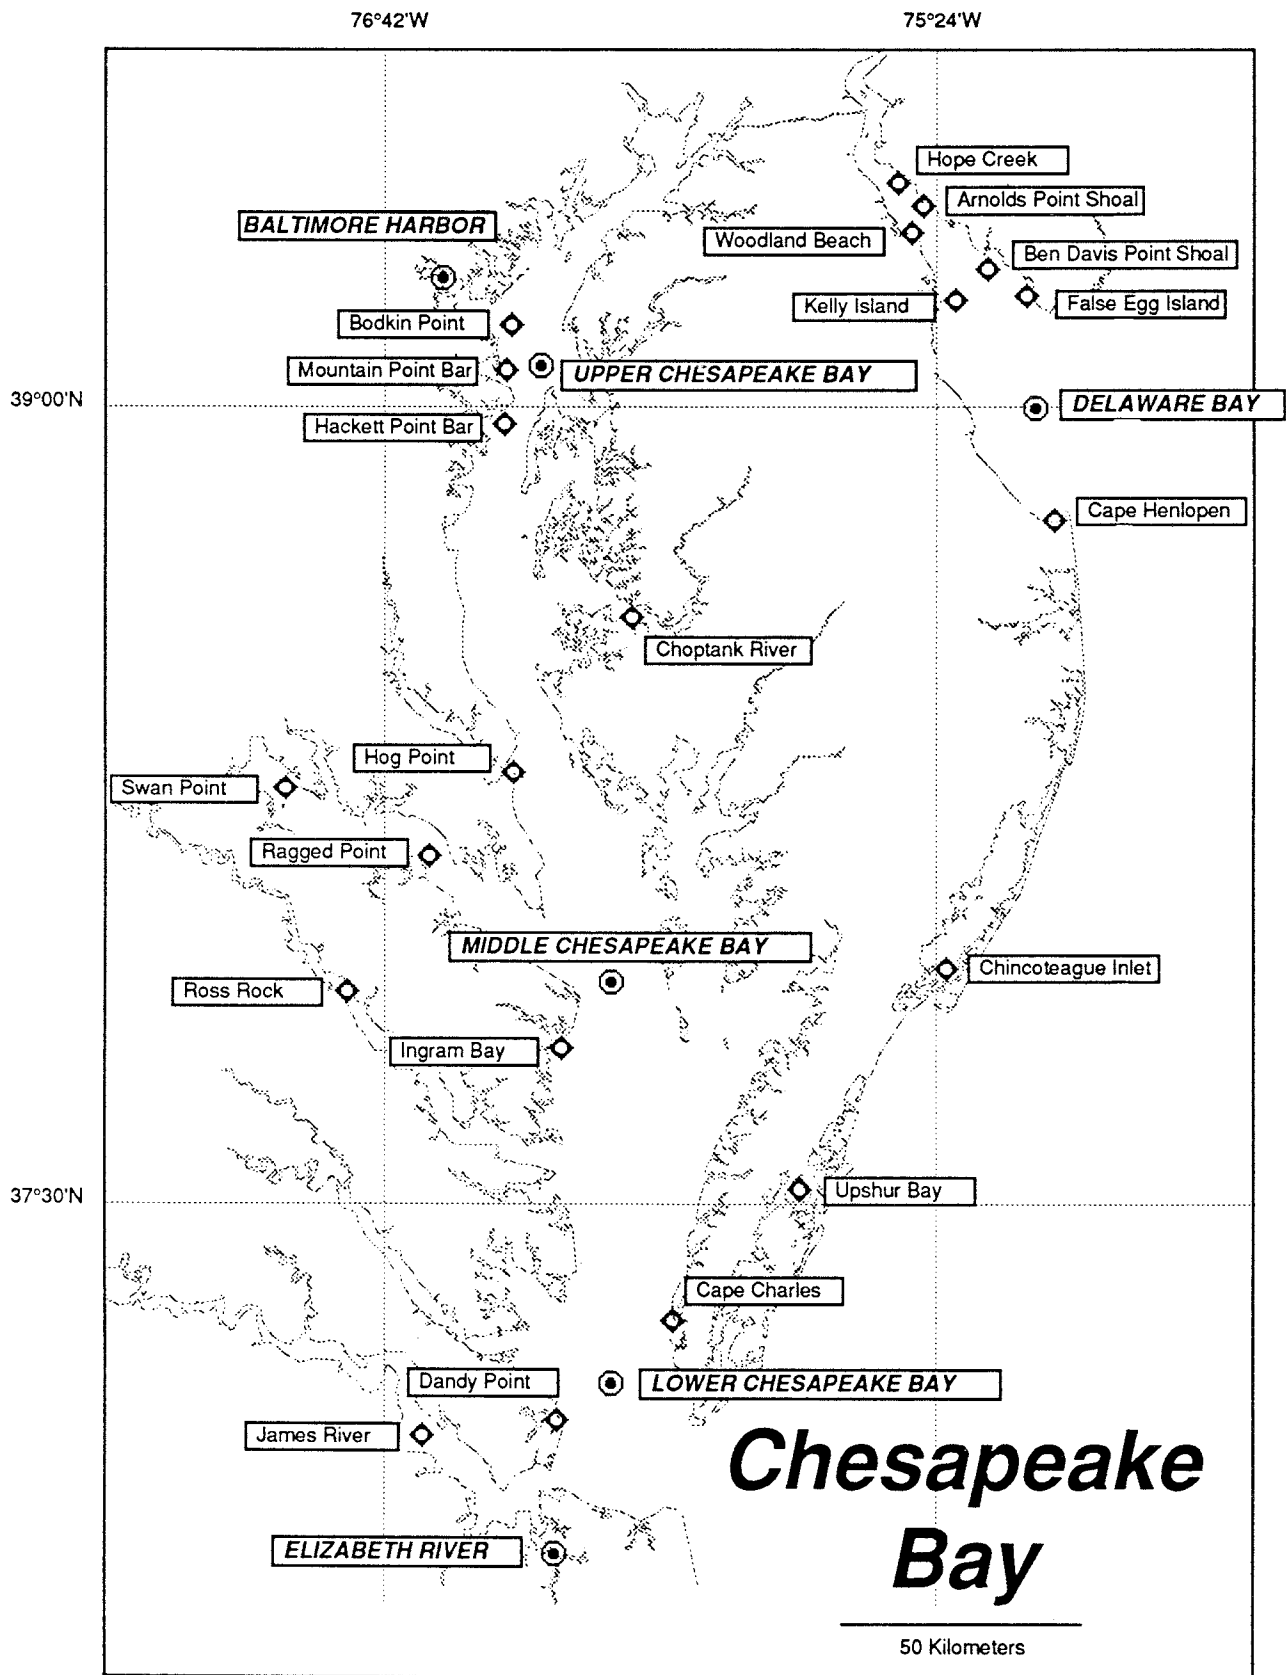 76°42'W
75°24'W
Hope Creek
Arnolds Point Shoal
BALTIMORE HARBOR
Woodland Beach
Ben Davis Point Shoal
Kelly Island
False Egg Island
Bodkin Point
Mountain Point Bar
UPPER CHESAPEAKE BAY
39°00'N
DELAWARE BAY
Hackett Point Bar
Cape Henlopen
Choptank River
Hog Point
Swan Point
Ragged Point
MIDDLE CHESAPEAKE BAY
Chincoteague Inlet
Ross Rock
Ingram Bay
37°30'N
Upshur Bay
Cape Charles
Dandy Point
LOWER CHESAPEAKE BAY
James River
Chesapeake
Bay
ELIZABETH RIVER
50 Kilometers